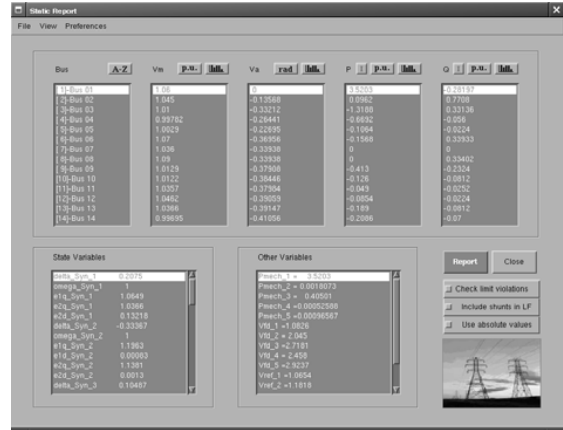 Static Report
File View Preferences
Bus A-Z Vm p.u. Va rad P p.u. Q p.u.
[ 1]-Bus 01 1.06 0 3.5203 -0.28197
[ 2]-Bus 02 1.045 -0.13568 0.0962 0.7708
[ 3]-Bus 03 1.01 -0.33212 -1.3188 0.33136
[ 4]-Bus 04 0.99782 -0.26441 -0.6692 -0.056
[ 5]-Bus 05 1.0029 -0.22695 -0.1064 -0.0224
[ 6]-Bus 06 1.07 -0.36956 -0.1568 0.33933
[ 7]-Bus 07 1.036 -0.33938 0 0
[ 8]-Bus 08 1.09 -0.33938 0 0.33402
[ 9]-Bus 09 1.0129 -0.37908 -0.413 -0.2324
[10]-Bus 10 1.0122 -0.38446 -0.126 -0.0812
[11]-Bus 11 1.0357 -0.37984 -0.049 -0.0252
[12]-Bus 12 1.0462 -0.39059 -0.0854 -0.0224
[13]-Bus 13 1.0366 -0.39147 -0.189 -0.0812
[14]-Bus 14 0.99695 -0.41056 -0.2086 -0.07
State Variables
delta_Syn_1 0.2075
omega_Syn_1 1
e1q_Syn_1 1.0649
e2q_Syn_1 1.0366
e2d_Syn_1 0.13218
delta_Syn_2 -0.33367
omega_Syn_2 1
e1q_Syn_2 1.1963
e1d_Syn_2 0.00083
e2q_Syn_2 1.1381
e2d_Syn_2 0.0013
delta_Syn_3 0.10487
Other Variables
Pmech_1 = 3.5203
Pmech_2 = 0.0018073
Pmech_3 = 0.40501
Pmech_4 =0.00052588
Pmech_5 =0.00096587
Vfd_1 =1.0826
Vfd_2 = 2.045
Vfd_3 =2.7181
Vfd_4 = 2.458
Vfd_5 =2.9237
Vref_1 =1.0654
Vref_2 =1.1818
Report Close
Check limit violations
Include shunts in LF
Use absolute values